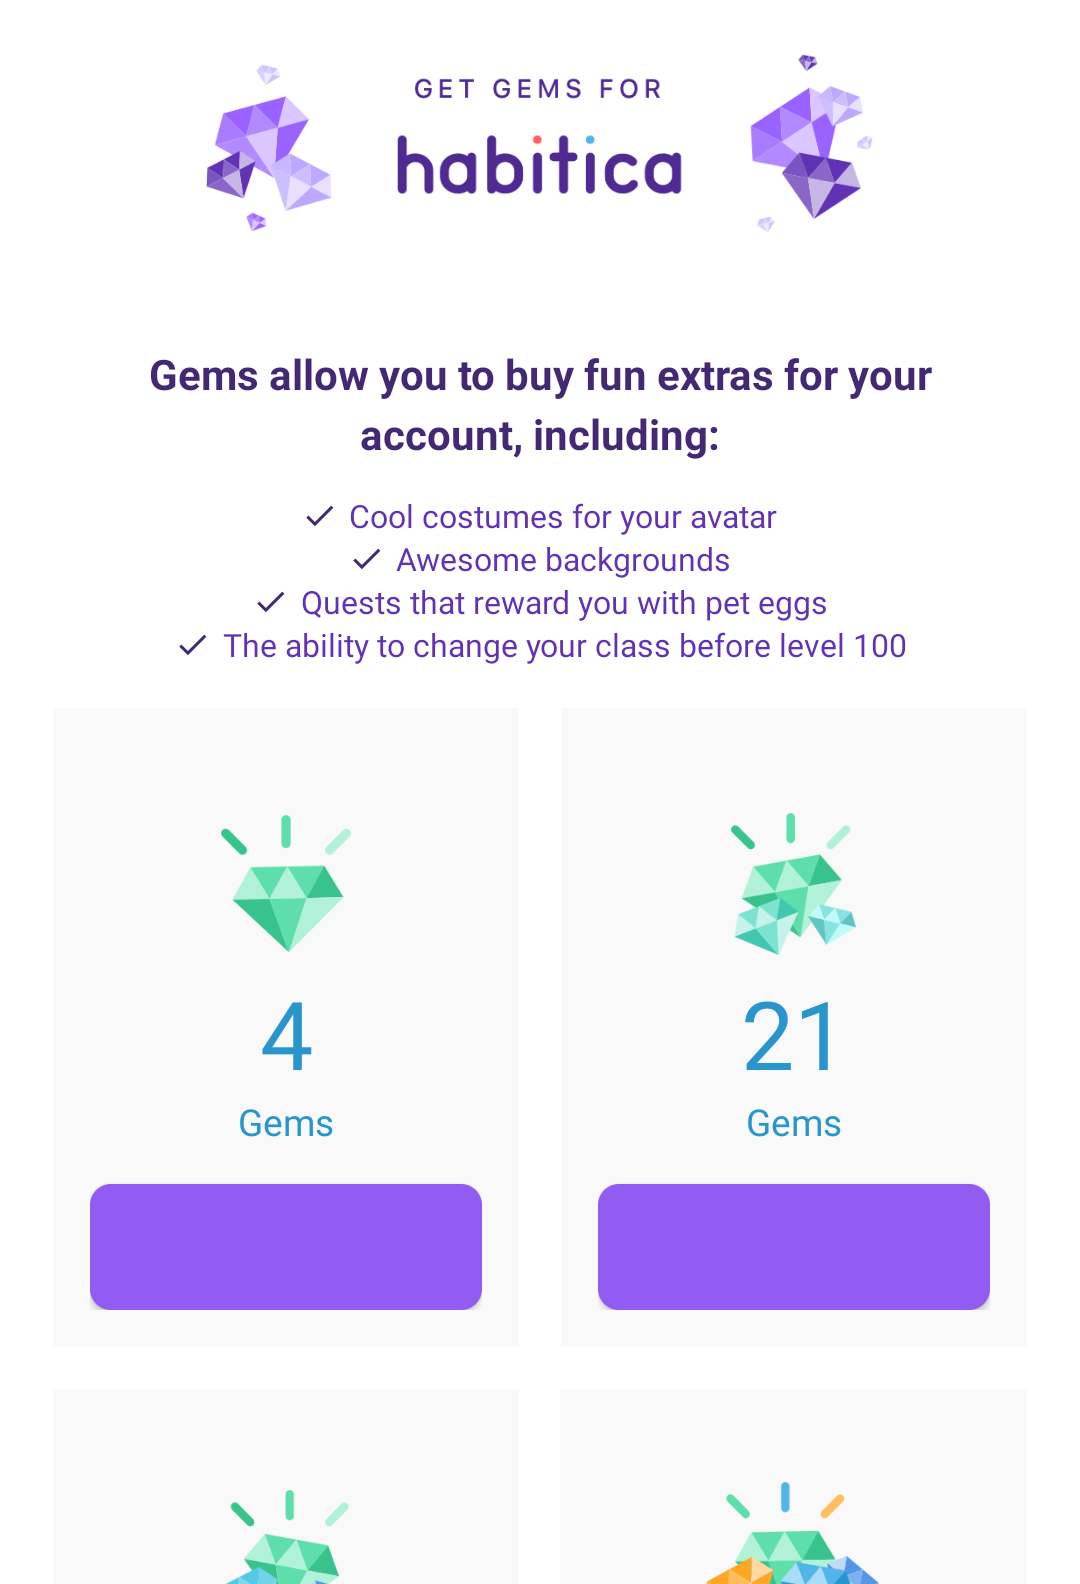 GET GEMS FOR
habitica
Gems allow you to buy fun extras for your
account, including:
Cool costumes for your avatar
Awesome backgrounds
Quests that reward you with pet eggs
The ability to change your class before level 100
4
Gems
21
Gems